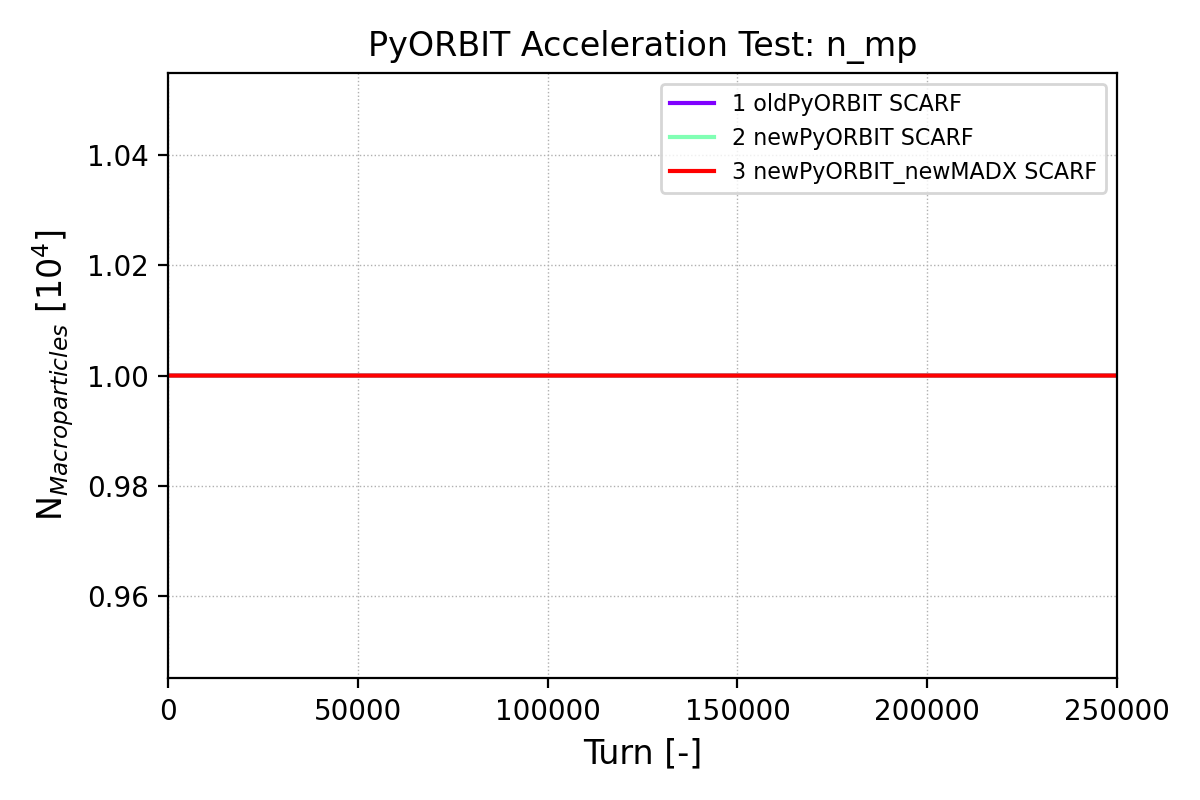 PyORBIT Acceleration Test: n_mp
1 oldPyORBIT SCARF
2 newPyORBIT SCARF
3 newPyORBIT_newMADX SCARF
N_Macroparticles [10^4]
1.04
1.02
1.00
0.98
0.96
0 50000 100000 150000 200000 250000
Turn [-]